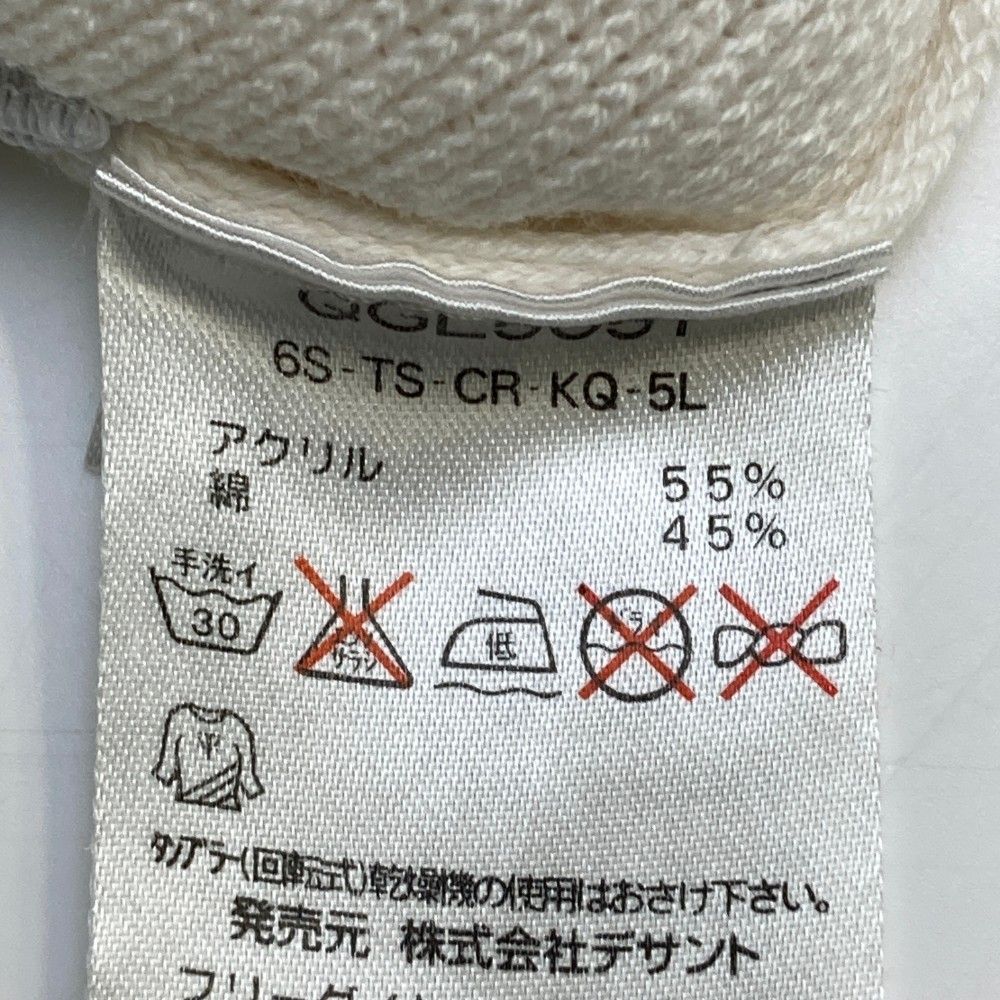 6S-TS-CR-KQ-5L
アクリル 55%
綿 45%
手洗イ
30
低
平
タンブラー(回転式)乾燥機の使用はおさけ下さい。
発売元 株式会社デサント